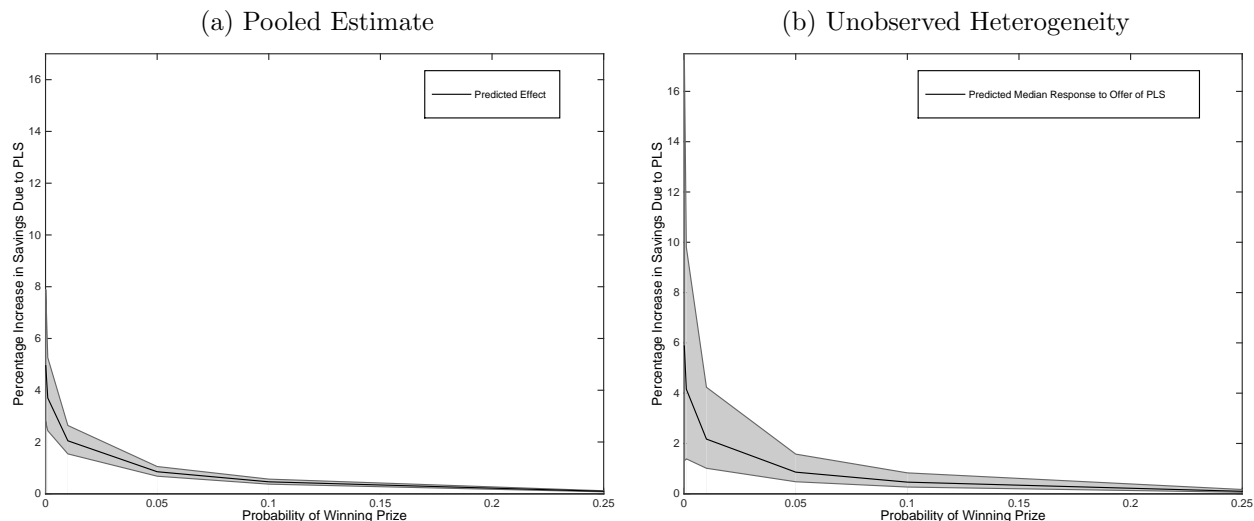 (a) Pooled Estimate
Percentage Increase in Savings Due to PLS
16
14
12
10
8
6
4
2
0
Predicted Effect
0 0.05 0.1 0.15 0.2 0.25
Probability of Winning Prize
(b) Unobserved Heterogeneity
Percentage Increase in Savings Due to PLS
16
14
12
10
8
6
4
2
0
Predicted Median Response to Offer of PLS
0 0.05 0.1 0.15 0.2 0.25
Probability of Winning Prize